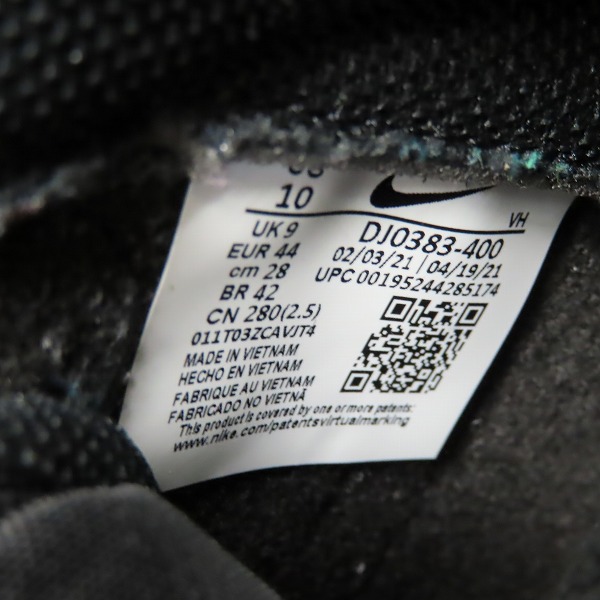 10
UK 9
EUR 44
cm 28
BR 42
CN 280(2.5)
011T03ZCAVJT4
MADE IN VIETNAM
HECHO EN VIETNAM
FABRIQUE AU VIETNAM
FABRICADO NO VIETNÃ
This product is covered by one or more patents:
www.nike.com/patentsvirtualmarking
VH
DJ0383-400
02/03/21 | 04/19/21
UPC 00195244285174